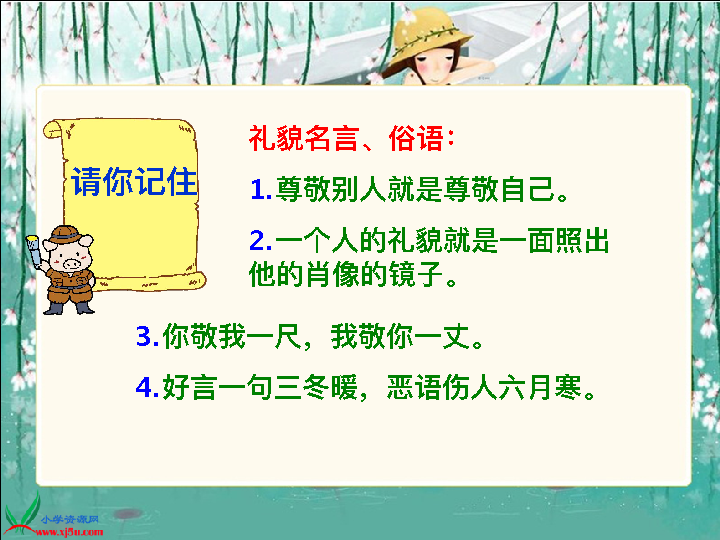 礼貌名言、俗语：
请你记住
1.尊敬别人就是尊敬自己。
2.一个人的礼貌就是一面照出
他的肖像的镜子。
3.你敬我一尺，我敬你一丈。
4.好言一句三冬暖，恶语伤人六月寒。
小学资源网
www.xj5u.com